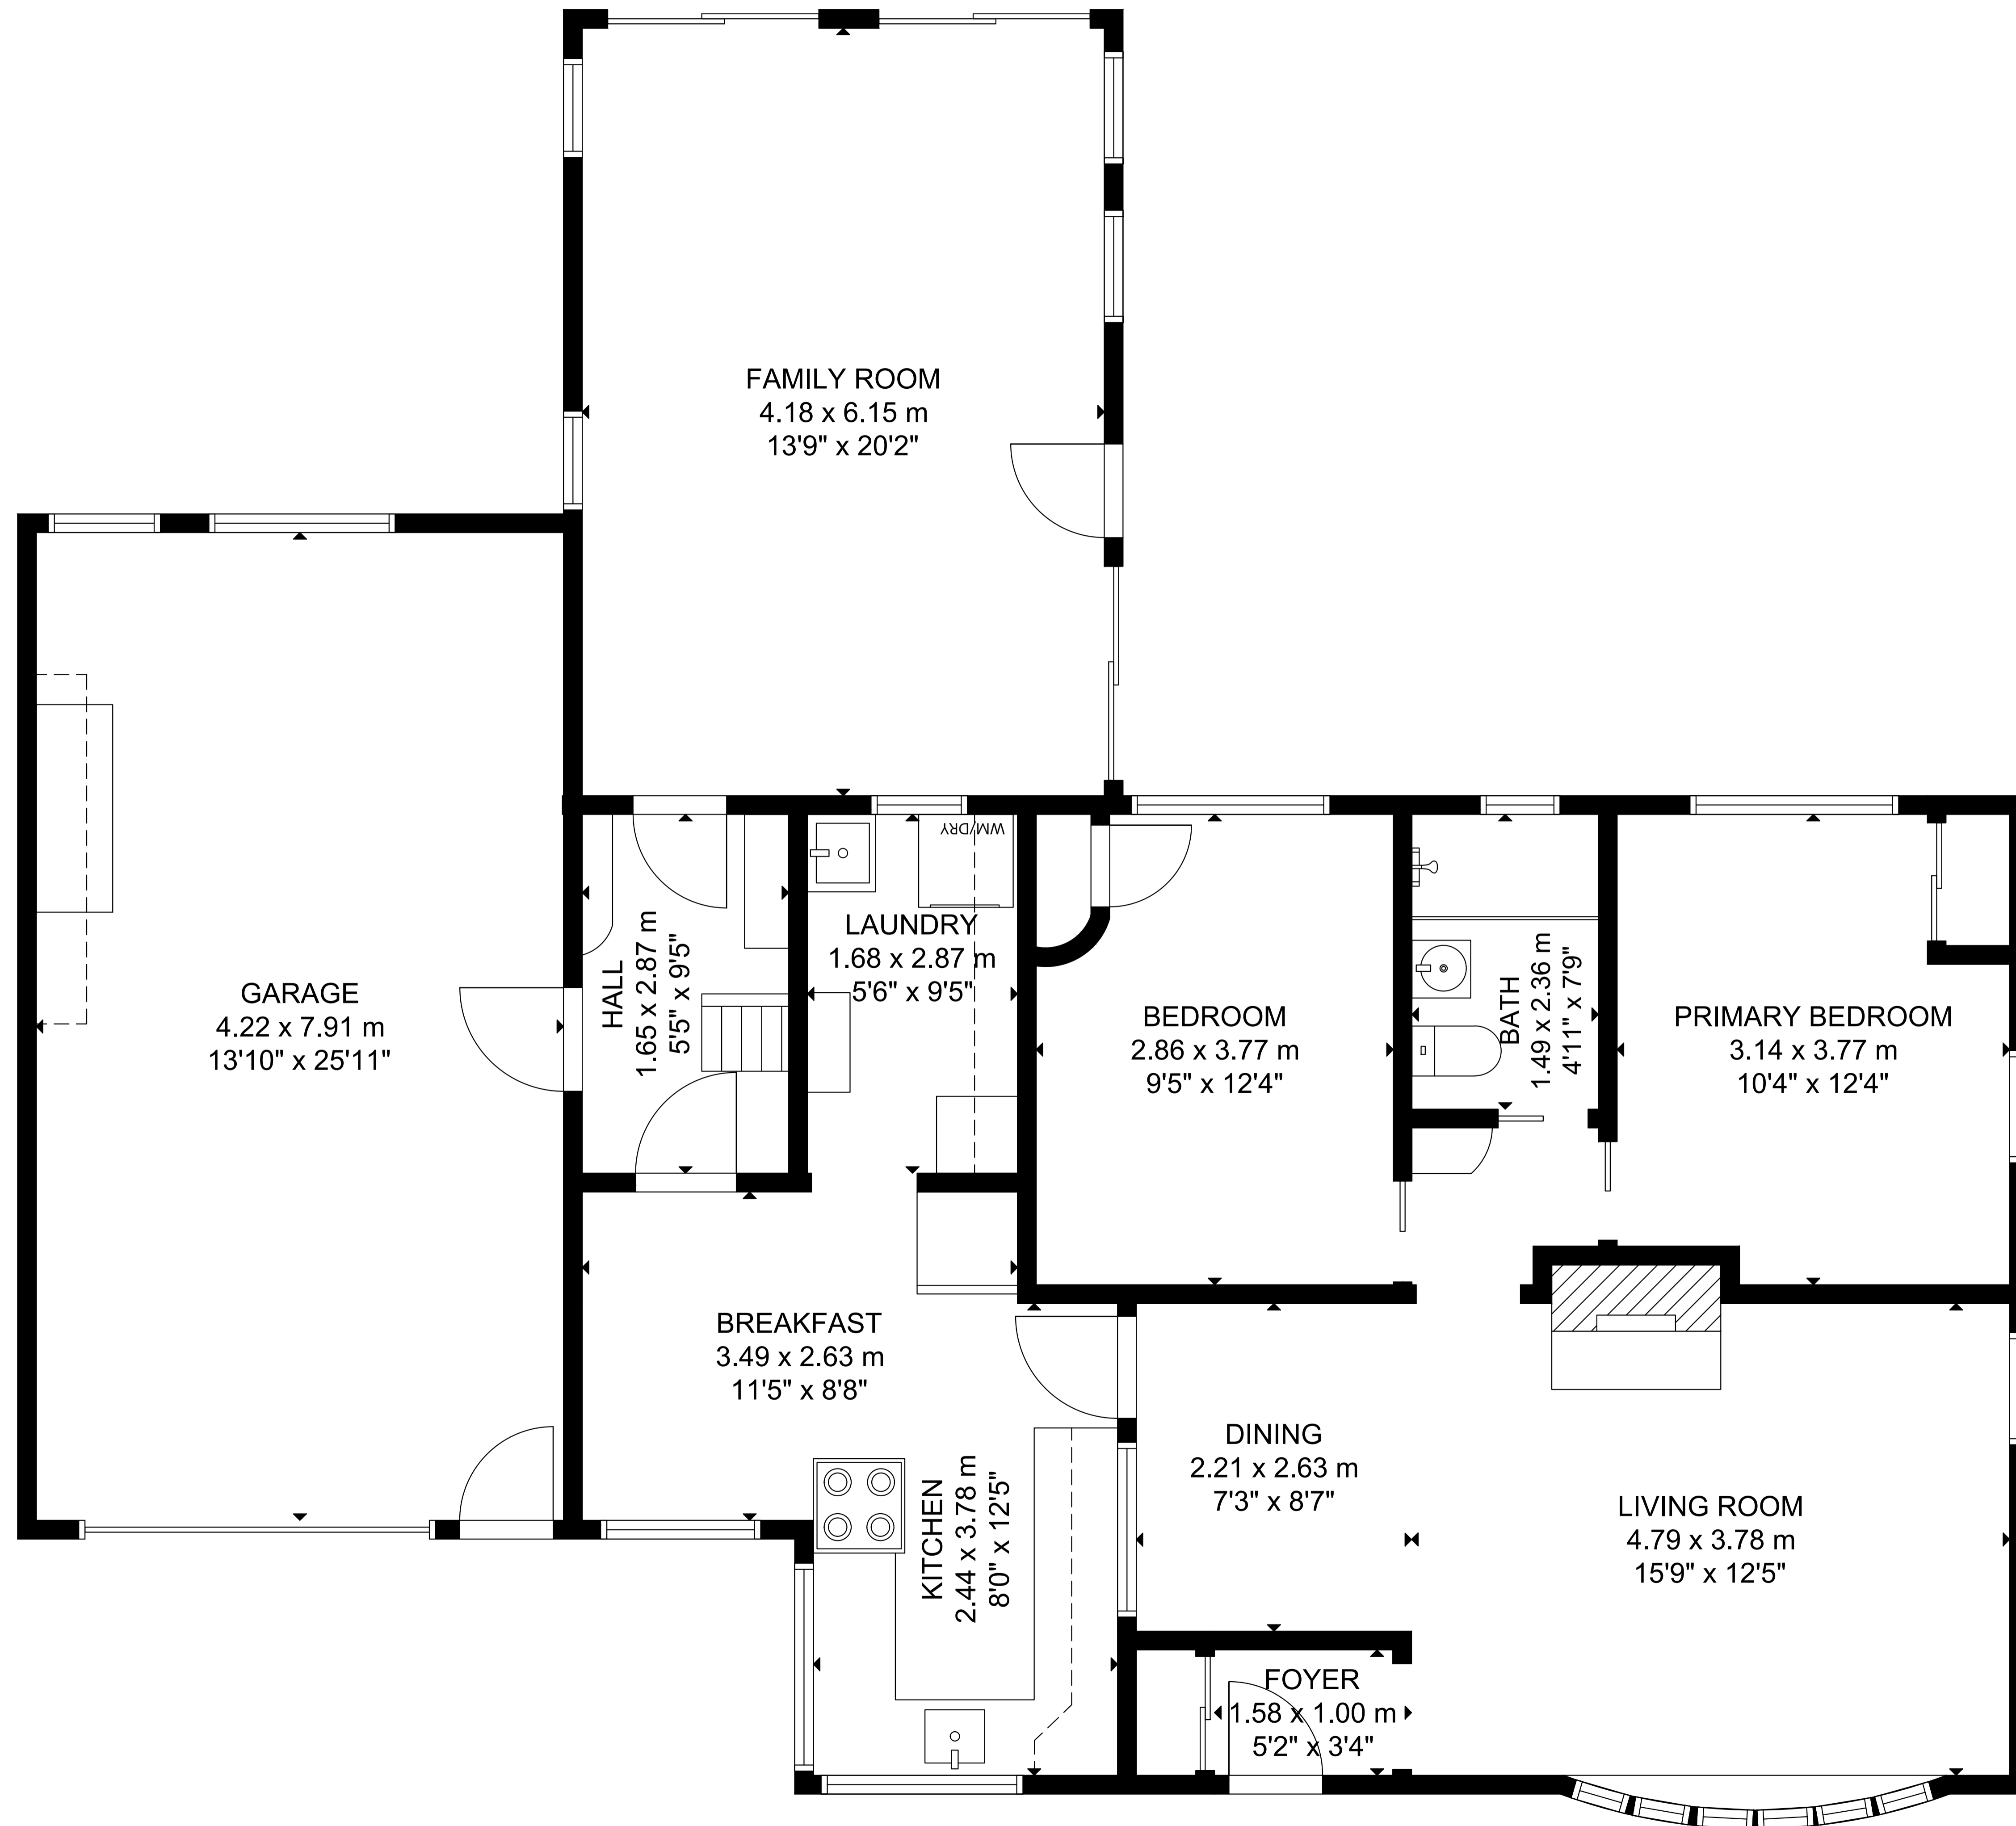 FAMILY ROOM
4.18 x 6.15 m
13'9" x 20'2"
GARAGE
4.22 x 7.91 m
13'10" x 25'11"
HALL
1.65 x 2.87 m
5'5" x 9'5"
WM/DRY
LAUNDRY
1.68 x 2.87 m
5'6" x 9'5"
BEDROOM
2.86 x 3.77 m
9'5" x 12'4"
BATH
1.49 x 2.36 m
4'11" x 7'9"
PRIMARY BEDROOM
3.14 x 3.77 m
10'4" x 12'4"
BREAKFAST
3.49 x 2.63 m
11'5" x 8'8"
KITCHEN
2.44 x 3.78 m
8'0" x 12'5"
DINING
2.21 x 2.63 m
7'3" x 8'7"
LIVING ROOM
4.79 x 3.78 m
15'9" x 12'5"
FOYER
1.58 x 1.00 m
5'2" x 3'4"